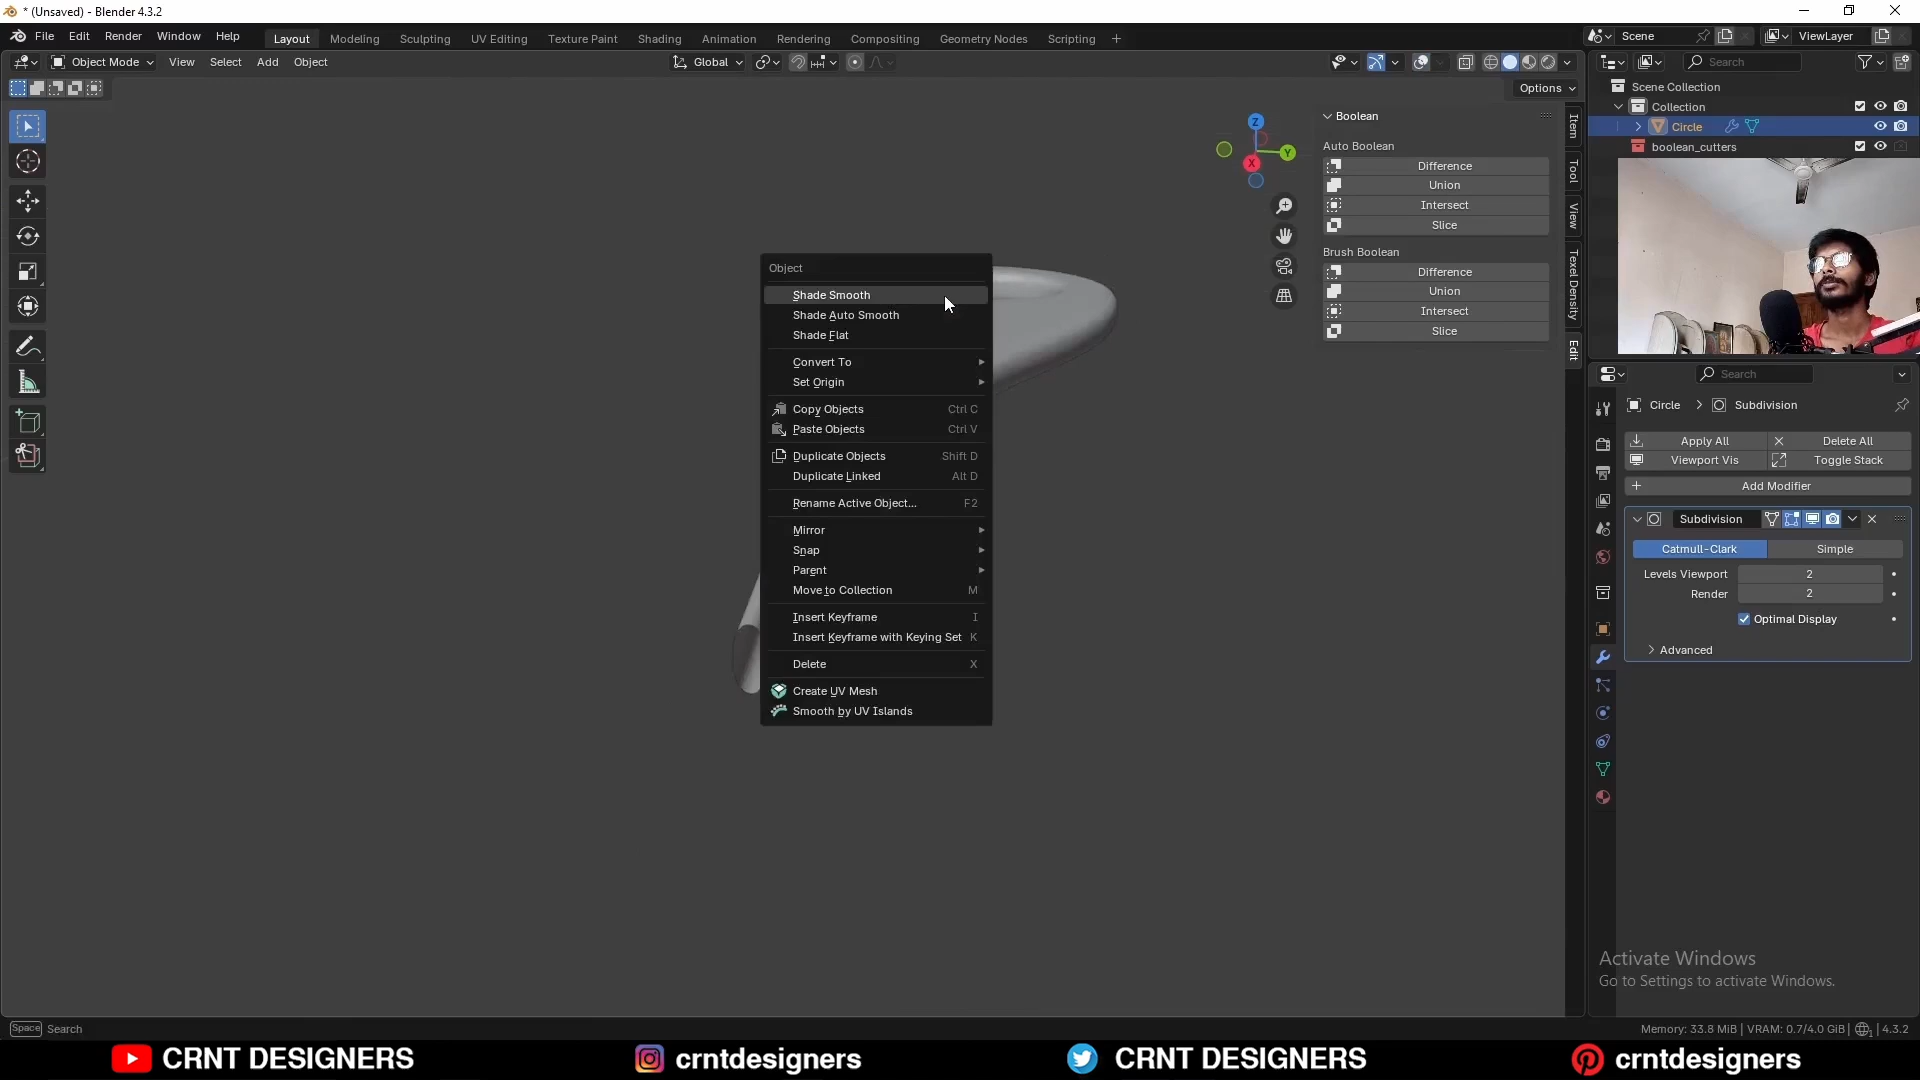 * (Unsaved) - Blender 4.3.2
File Edit Render Window Help Layout Modeling Sculpting UV Editing Texture Paint Shading Animation Rendering Compositing Geometry Nodes Scripting + Scene ViewLayer
Object Mode View Select Add Object Global Search
Options
Scene Collection
Collection
Circle
boolean_cutters
Z
Y
X
Boolean
Auto Boolean
Difference
Union
Intersect
Slice
Brush Boolean
Difference
Union
Intersect
Slice
Item
Tool
View
Texel Density
Edit
Object
Shade Smooth
Shade Auto Smooth
Shade Flat
Convert To
Set Origin
Copy Objects Ctrl C
Paste Objects Ctrl V
Duplicate Objects Shift D
Duplicate Linked Alt D
Rename Active Object... F2
Mirror
Snap
Parent
Move to Collection M
Insert Keyframe I
Insert Keyframe with Keying Set K
Delete X
Create UV Mesh
Smooth by UV Islands
Search
Circle > Subdivision
Apply All Delete All
Viewport Vis Toggle Stack
+ Add Modifier
Subdivision
Catmull-Clark Simple
Levels Viewport 2
Render 2
Optimal Display
Advanced
Activate Windows
Go to Settings to activate Windows.
Space Search
Memory: 33.8 MiB | VRAM: 0.7/4.0 GiB | 4.3.2
CRNT DESIGNERS crntdesigners CRNT DESIGNERS crntdesigners